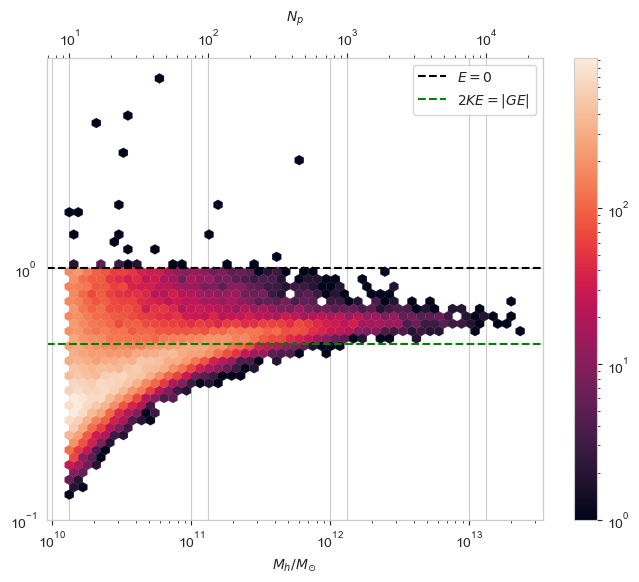 $N_p$
$10^1$ $10^2$ $10^3$ $10^4$
$E = 0$
$2KE = |GE|$
$10^0$
$10^{-1}$
$10^2$
$10^1$
$10^0$
$10^{10}$ $10^{11}$ $10^{12}$ $10^{13}$
$M_h/M_\odot$